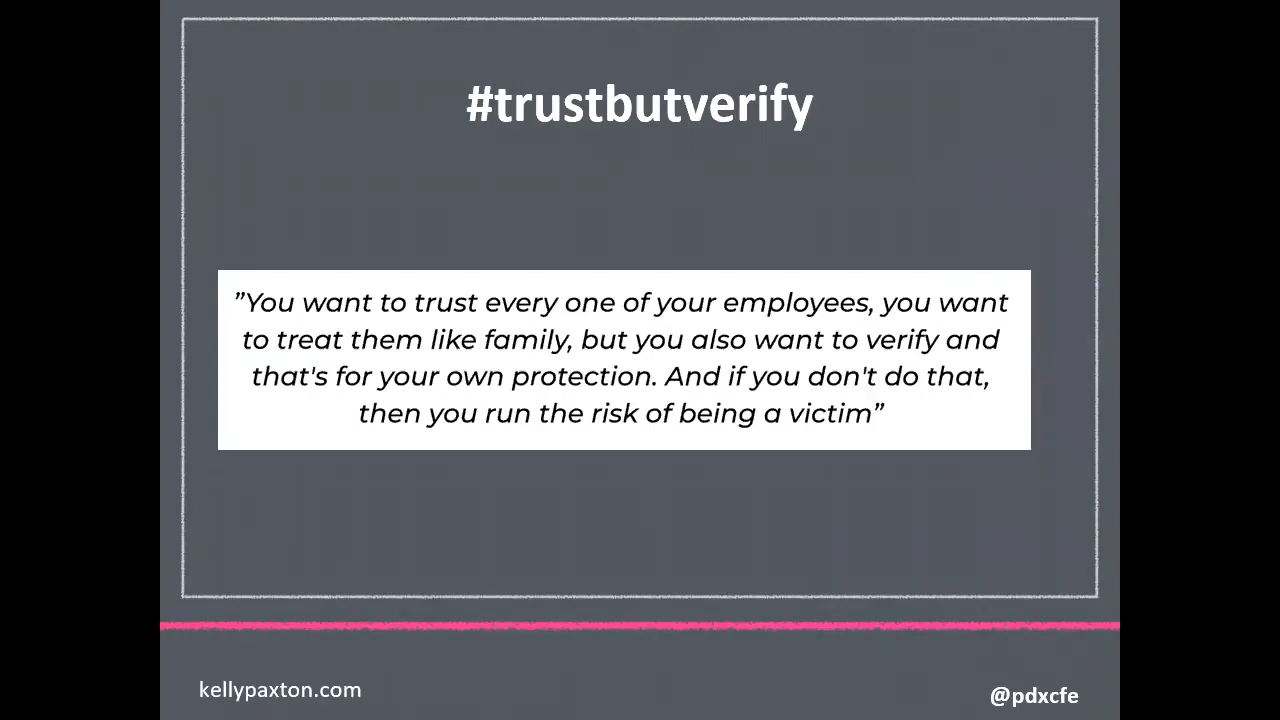 #trustbutverify
”You want to trust every one of your employees, you want
to treat them like family, but you also want to verify and
that's for your own protection. And if you don't do that,
then you run the risk of being a victim”
kellypaxton.com
@pdxcfe